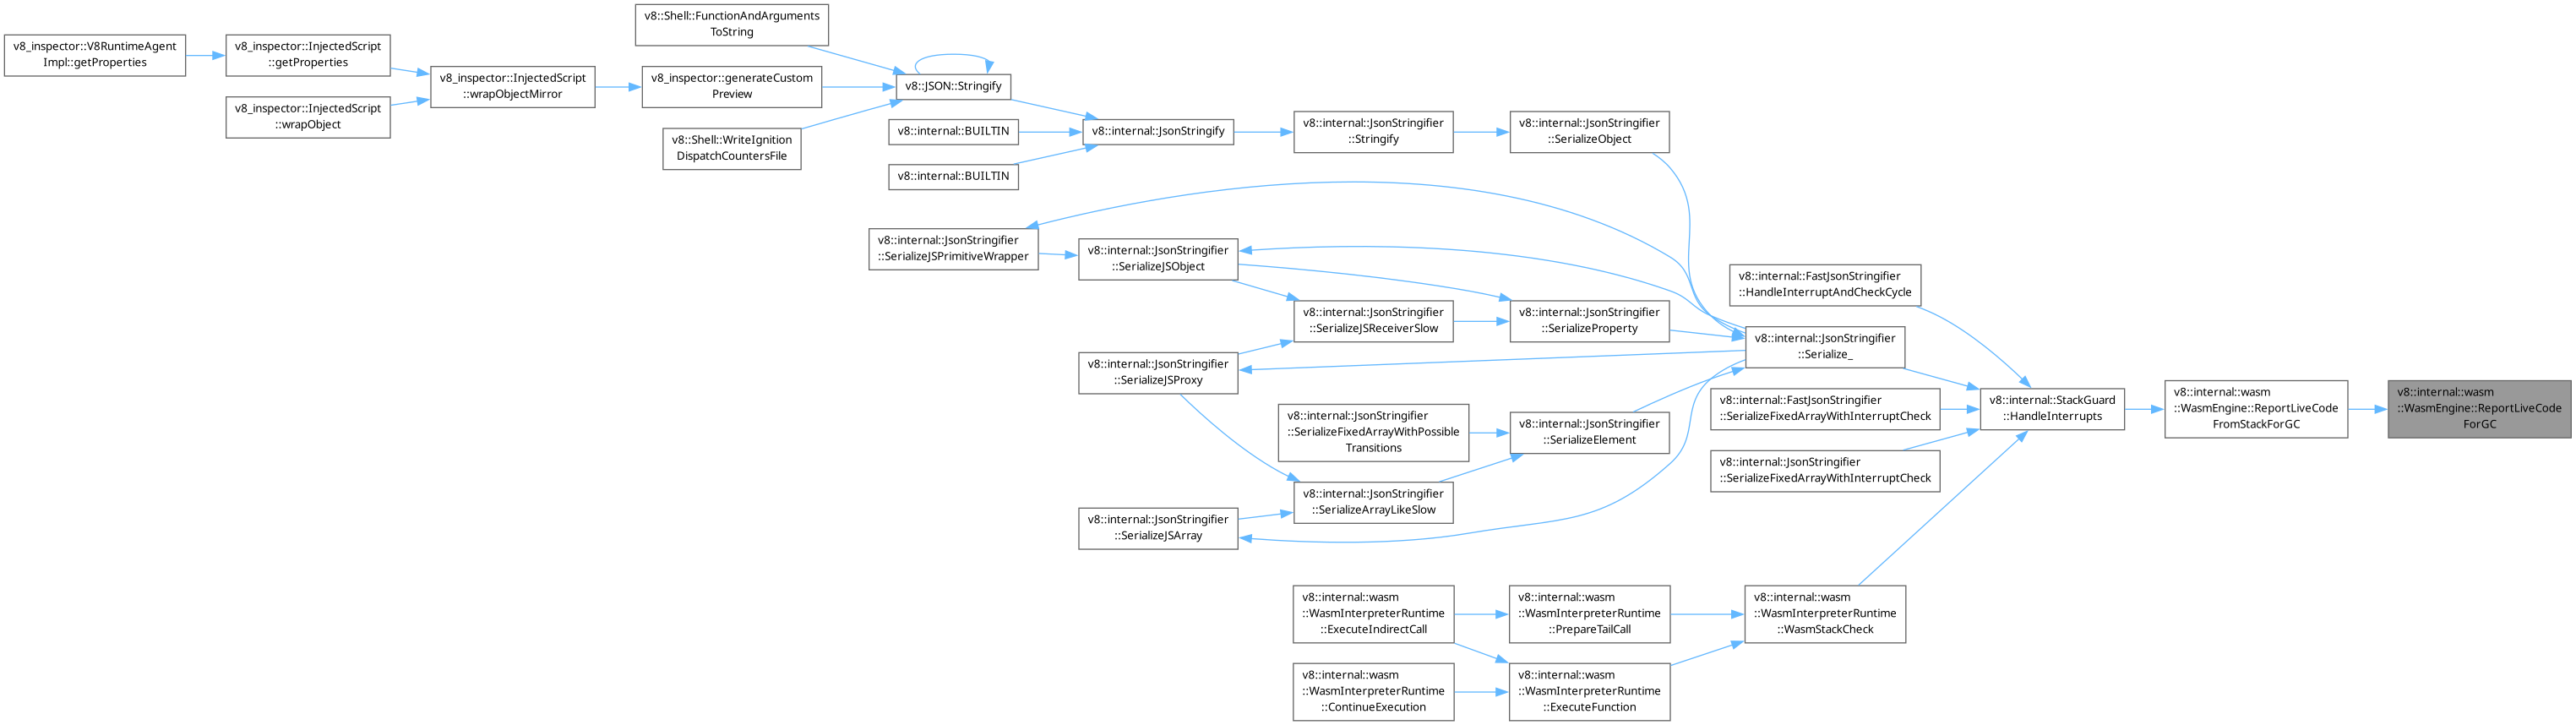 v8_inspector::V8RuntimeAgent
Impl::getProperties
v8_inspector::InjectedScript
::getProperties
v8_inspector::InjectedScript
::wrapObject
v8_inspector::InjectedScript
::wrapObjectMirror
v8::Shell::FunctionAndArguments
ToString
v8_inspector::generateCustom
Preview
v8::Shell::WriteIgnition
DispatchCountersFile
v8::JSON::Stringify
v8::internal::BUILTIN
v8::internal::BUILTIN
v8::internal::JsonStringify
v8::internal::JsonStringifier
::Stringify
v8::internal::JsonStringifier
::SerializeObject
v8::internal::JsonStringifier
::SerializeJSPrimitiveWrapper
v8::internal::JsonStringifier
::SerializeJSObject
v8::internal::JsonStringifier
::SerializeJSReceiverSlow
v8::internal::JsonStringifier
::SerializeProperty
v8::internal::JsonStringifier
::SerializeJSProxy
v8::internal::JsonStringifier
::SerializeFixedArrayWithPossible
Transitions
v8::internal::JsonStringifier
::SerializeElement
v8::internal::JsonStringifier
::SerializeArrayLikeSlow
v8::internal::JsonStringifier
::SerializeJSArray
v8::internal::FastJsonStringifier
::HandleInterruptAndCheckCycle
v8::internal::JsonStringifier
::Serialize_
v8::internal::FastJsonStringifier
::SerializeFixedArrayWithInterruptCheck
v8::internal::JsonStringifier
::SerializeFixedArrayWithInterruptCheck
v8::internal::StackGuard
::HandleInterrupts
v8::internal::wasm
::WasmEngine::ReportLiveCode
FromStackForGC
v8::internal::wasm
::WasmEngine::ReportLiveCode
ForGC
v8::internal::wasm
::WasmInterpreterRuntime
::ExecuteIndirectCall
v8::internal::wasm
::WasmInterpreterRuntime
::PrepareTailCall
v8::internal::wasm
::WasmInterpreterRuntime
::WasmStackCheck
v8::internal::wasm
::WasmInterpreterRuntime
::ContinueExecution
v8::internal::wasm
::WasmInterpreterRuntime
::ExecuteFunction